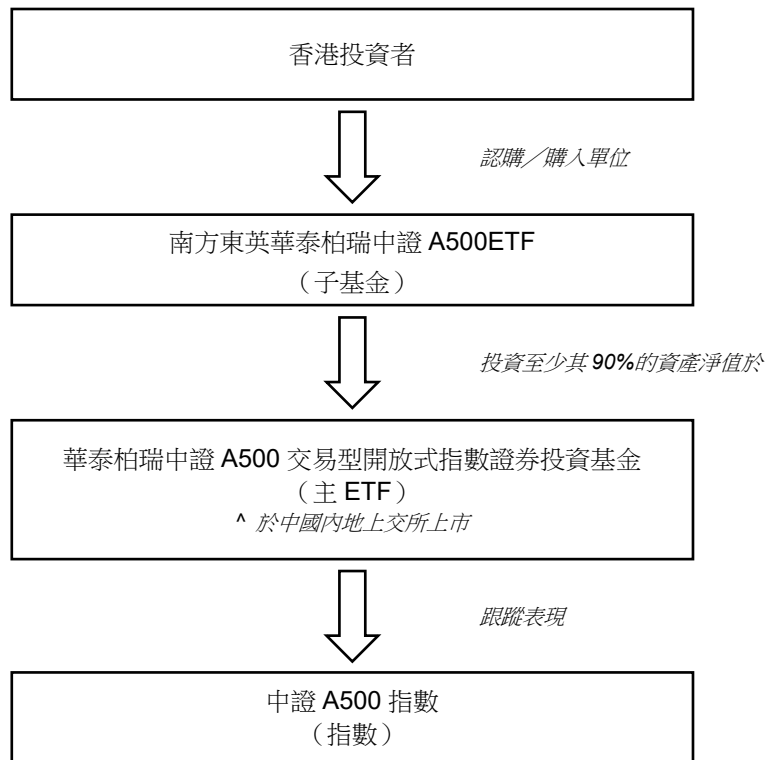 香港投資者
認購／購入單位
南方東英華泰柏瑞中證 A500ETF
（子基金）
投資至少其 90%的資產淨值於
華泰柏瑞中證 A500 交易型開放式指數證券投資基金
（主 ETF）
^ 於中國內地上交所上市
跟蹤表現
中證 A500 指數
（指數）